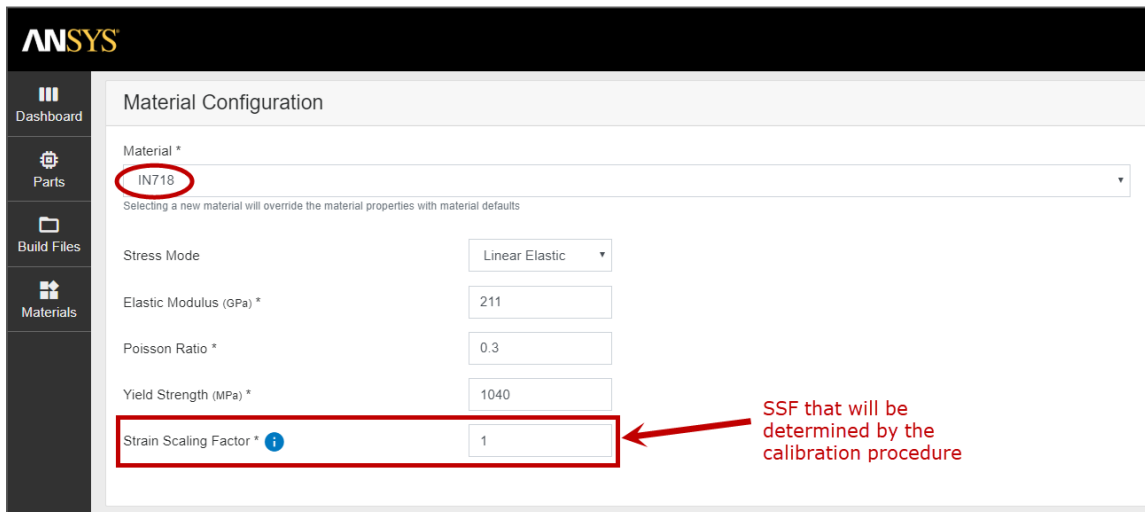 ANSYS
Dashboard
Parts
Build Files
Materials
Material Configuration
Material *
IN718
Selecting a new material will override the material properties with material defaults
Stress Mode
Linear Elastic
Elastic Modulus (GPa) *
211
Poisson Ratio *
0.3
Yield Strength (MPa) *
1040
Strain Scaling Factor * i
1
SSF that will be
determined by the
calibration procedure